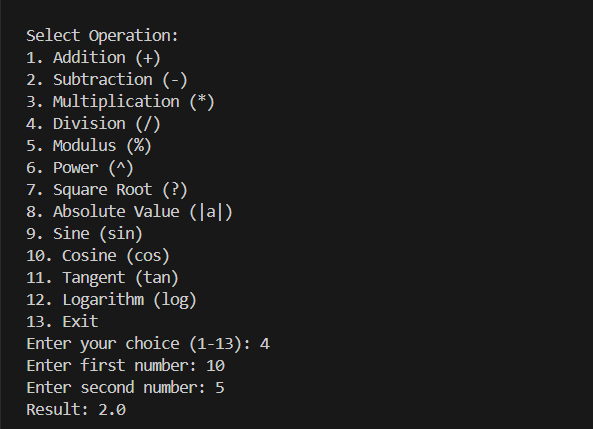 Select Operation:
1. Addition (+)
2. Subtraction (-)
3. Multiplication (*)
4. Division (/)
5. Modulus (%)
6. Power (^)
7. Square Root (?)
8. Absolute Value (|a|)
9. Sine (sin)
10. Cosine (cos)
11. Tangent (tan)
12. Logarithm (log)
13. Exit
Enter your choice (1-13): 4
Enter first number: 10
Enter second number: 5
Result: 2.0